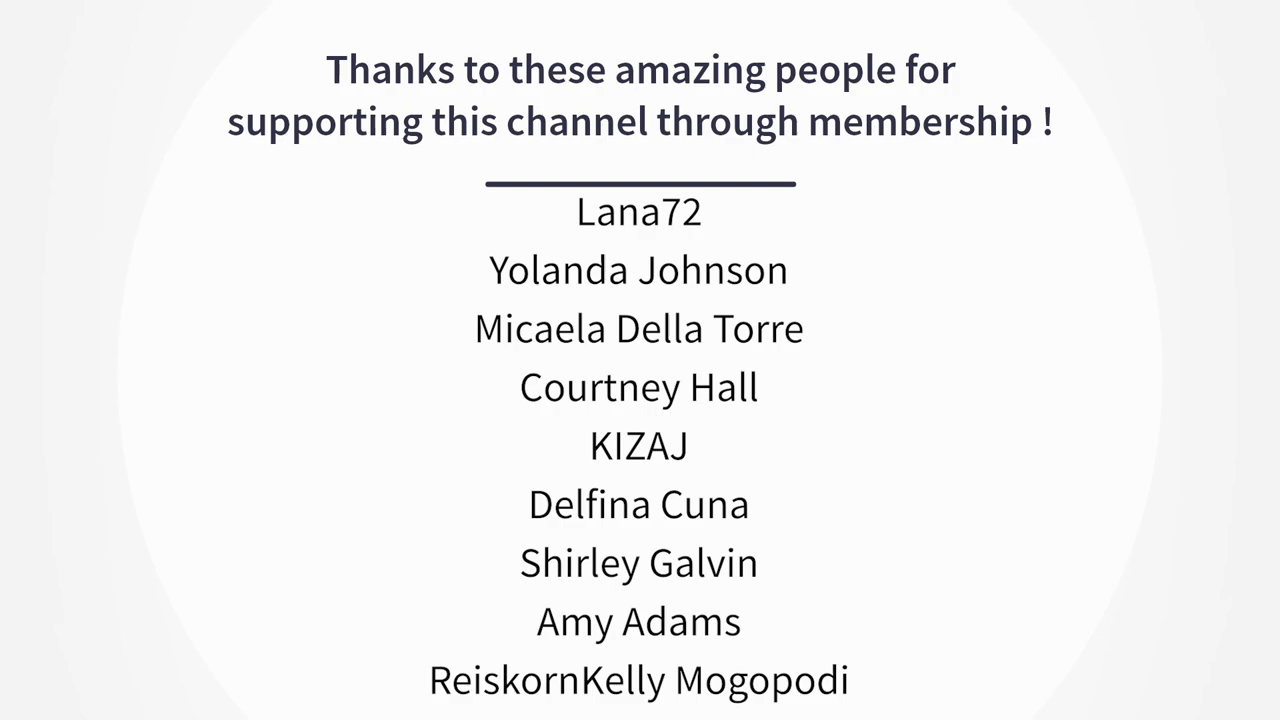 Thanks to these amazing people for
supporting this channel through membership !
Lana72
Yolanda Johnson
Micaela Della Torre
Courtney Hall
KIZAJ
Delfina Cuna
Shirley Galvin
Amy Adams
ReiskornKelly Mogopodi